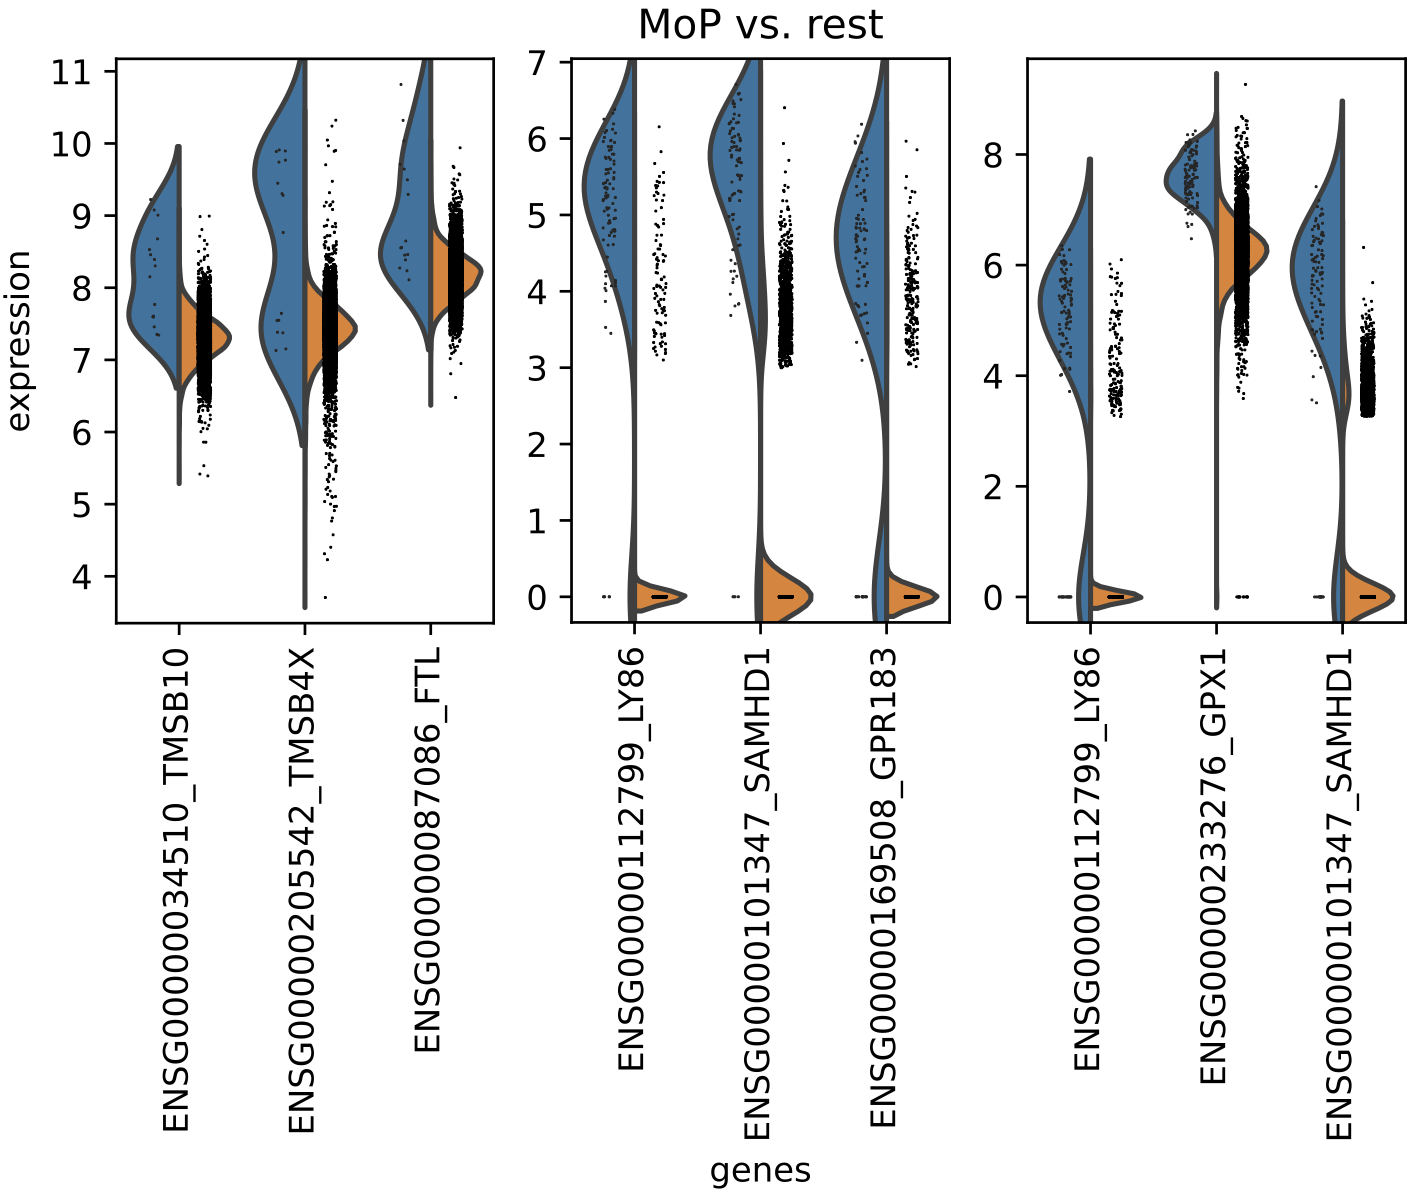 MoP vs. rest
expression
11
10
9
8
7
6
5
4
7
6
5
4
3
2
1
0
8
6
4
2
0
ENSG00000034510_TMSB10
ENSG00000205542_TMSB4X
ENSG00000087086_FTL
ENSG00000112799_LY86
ENSG00000101347_SAMHD1
ENSG00000169508_GPR183
ENSG00000112799_LY86
ENSG00000233276_GPX1
ENSG00000101347_SAMHD1
genes